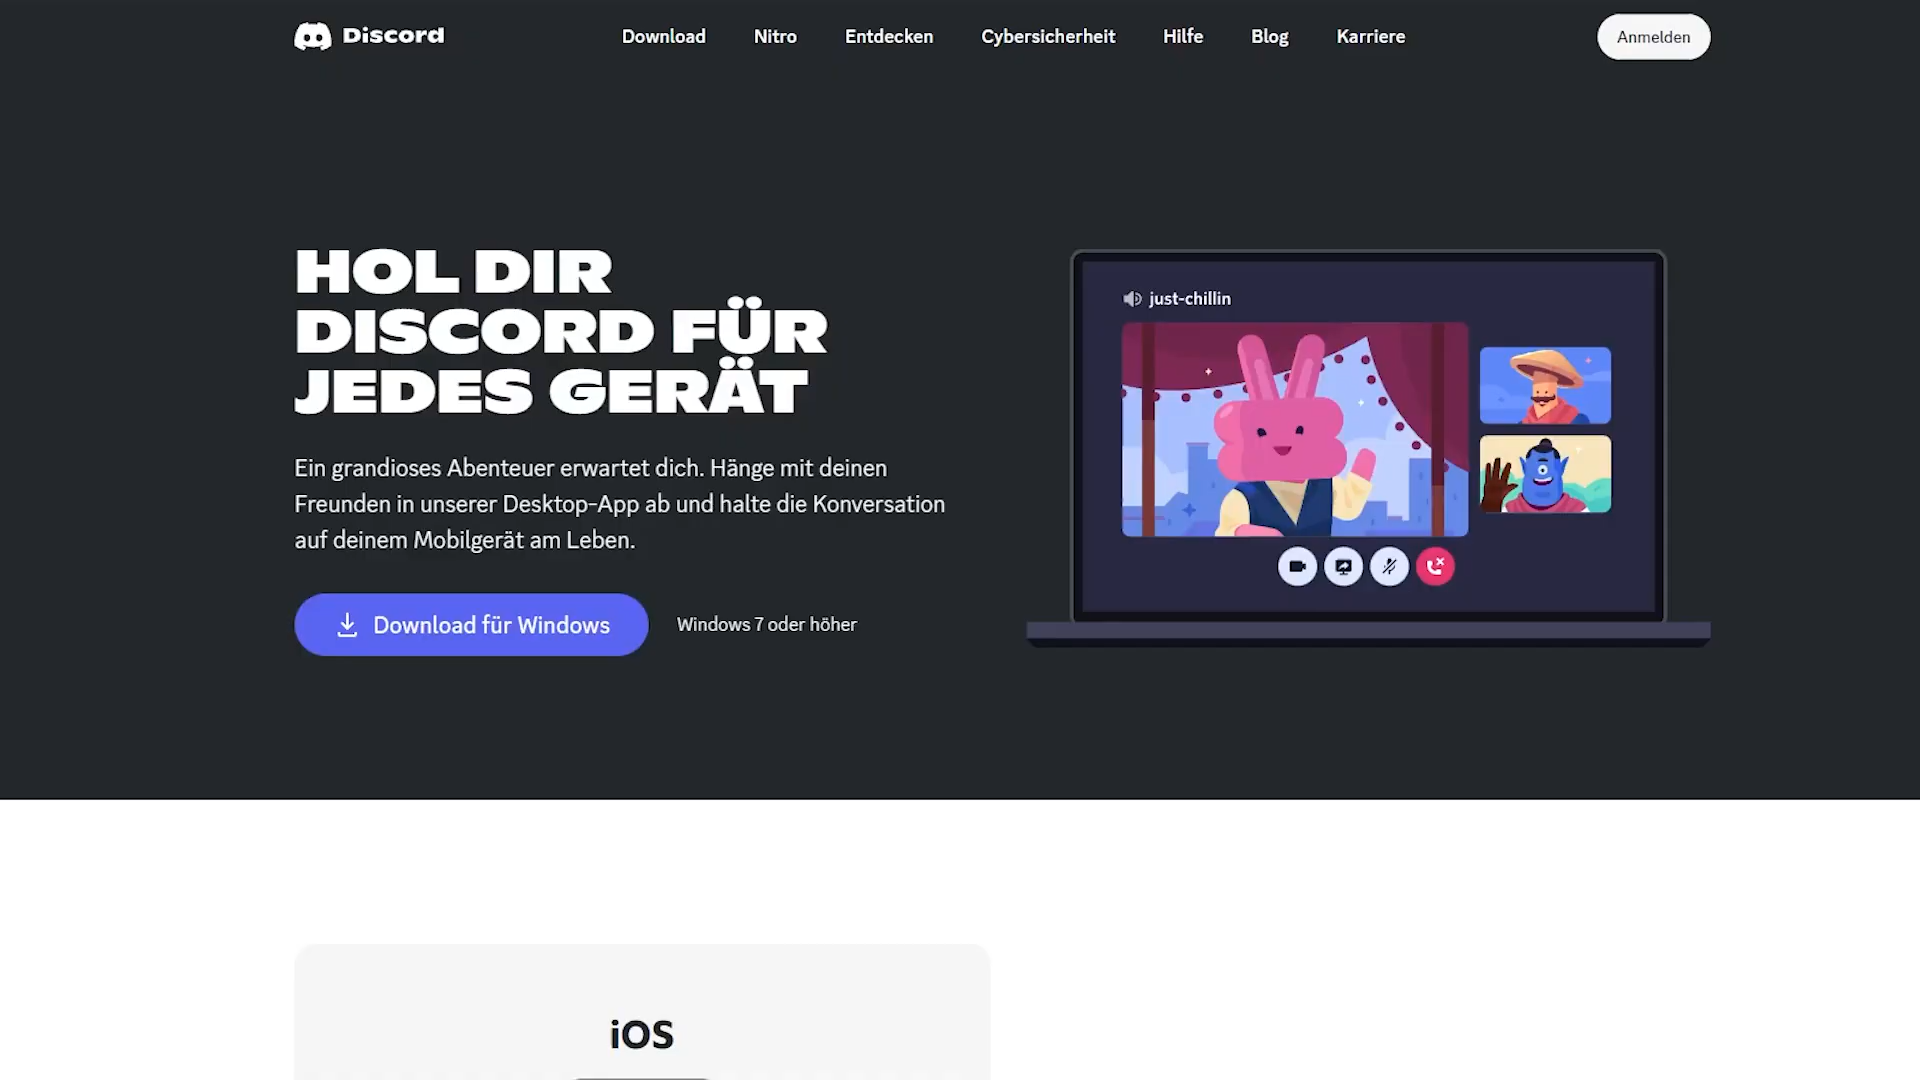 Discord
Download
Nitro
Entdecken
Cybersicherheit
Hilfe
Blog
Karriere
Anmelden
HOL DIR
DISCORD FÜR
JEDES GERÄT
Ein grandioses Abenteuer erwartet dich. Hänge mit deinen
Freunden in unserer Desktop-App ab und halte die Konversation
auf deinem Mobilgerät am Leben.
Download für Windows
Windows 7 oder höher
just-chillin
iOS